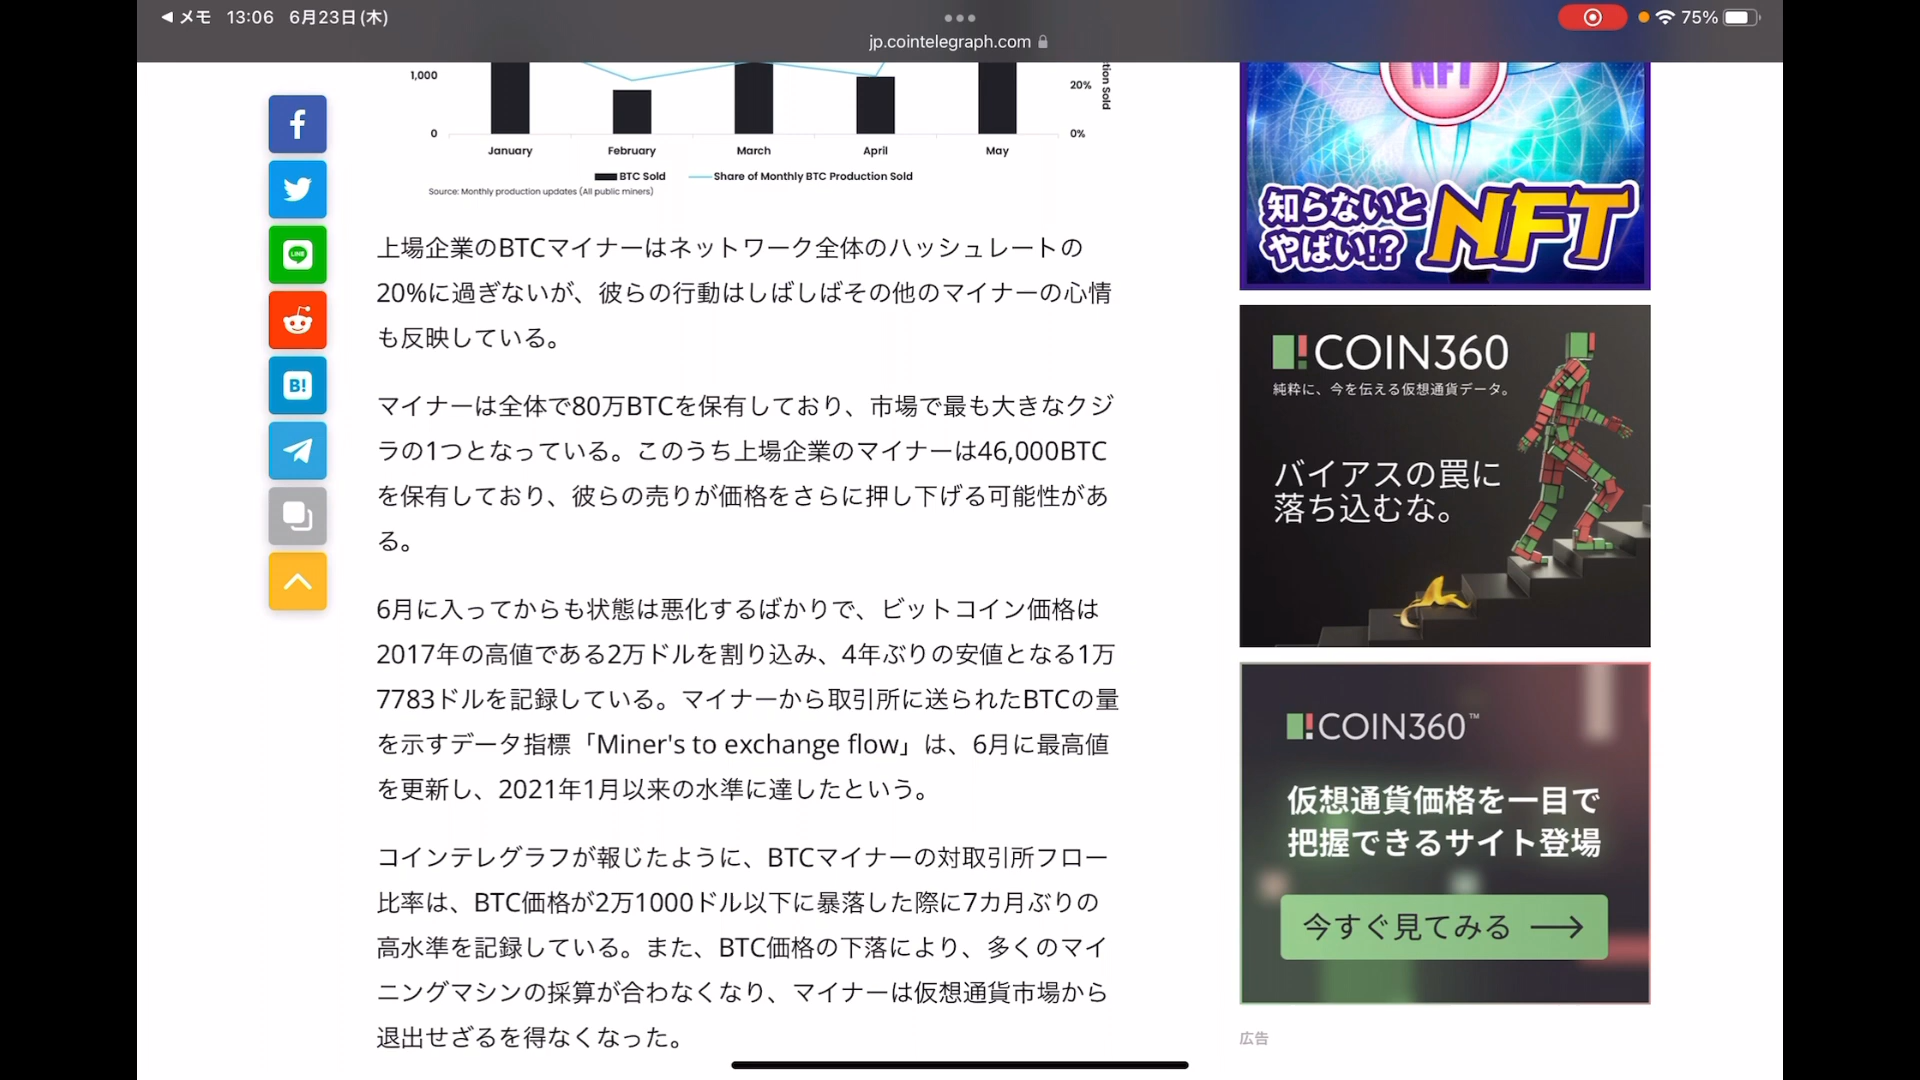 ◀ メモ 13:06 6月23日(木)
75%
jp.cointelegraph.com
1,000
20%
0
0%
tion Sold
January February March April May
BTC Sold Share of Monthly BTC Production Sold
Source: Monthly production updates (All public miners)
上場企業のBTCマイナーはネットワーク全体のハッシュレートの
20%に過ぎないが、彼らの行動はしばしばその他のマイナーの心情
も反映している。
マイナーは全体で80万BTCを保有しており、市場で最も大きなクジ
ラの1つとなっている。このうち上場企業のマイナーは46,000BTC
を保有しており、彼らの売りが価格をさらに押し下げる可能性があ
る。
6月に入ってからも状態は悪化するばかりで、ビットコイン価格は
2017年の高値である2万ドルを割り込み、4年ぶりの安値となる1万
7783ドルを記録している。マイナーから取引所に送られたBTCの量
を示すデータ指標「Miner's to exchange flow」は、6月に最高値
を更新し、2021年1月以来の水準に達したという。
コインテレグラフが報じたように、BTCマイナーの対取引所フロー
比率は、BTC価格が2万1000ドル以下に暴落した際に7カ月ぶりの
高水準を記録している。また、BTC価格の下落により、多くのマイ
ニングマシンの採算が合わなくなり、マイナーは仮想通貨市場から
退出せざるを得なくなった。
LINE
B!
NFT
知らないと
やばい!?
NFT
COIN360
純粋に、今を伝える仮想通貨データ。
バイアスの罠に
落ち込むな。
COIN360™
仮想通貨価格を一目で
把握できるサイト登場
今すぐ見てみる →
広告